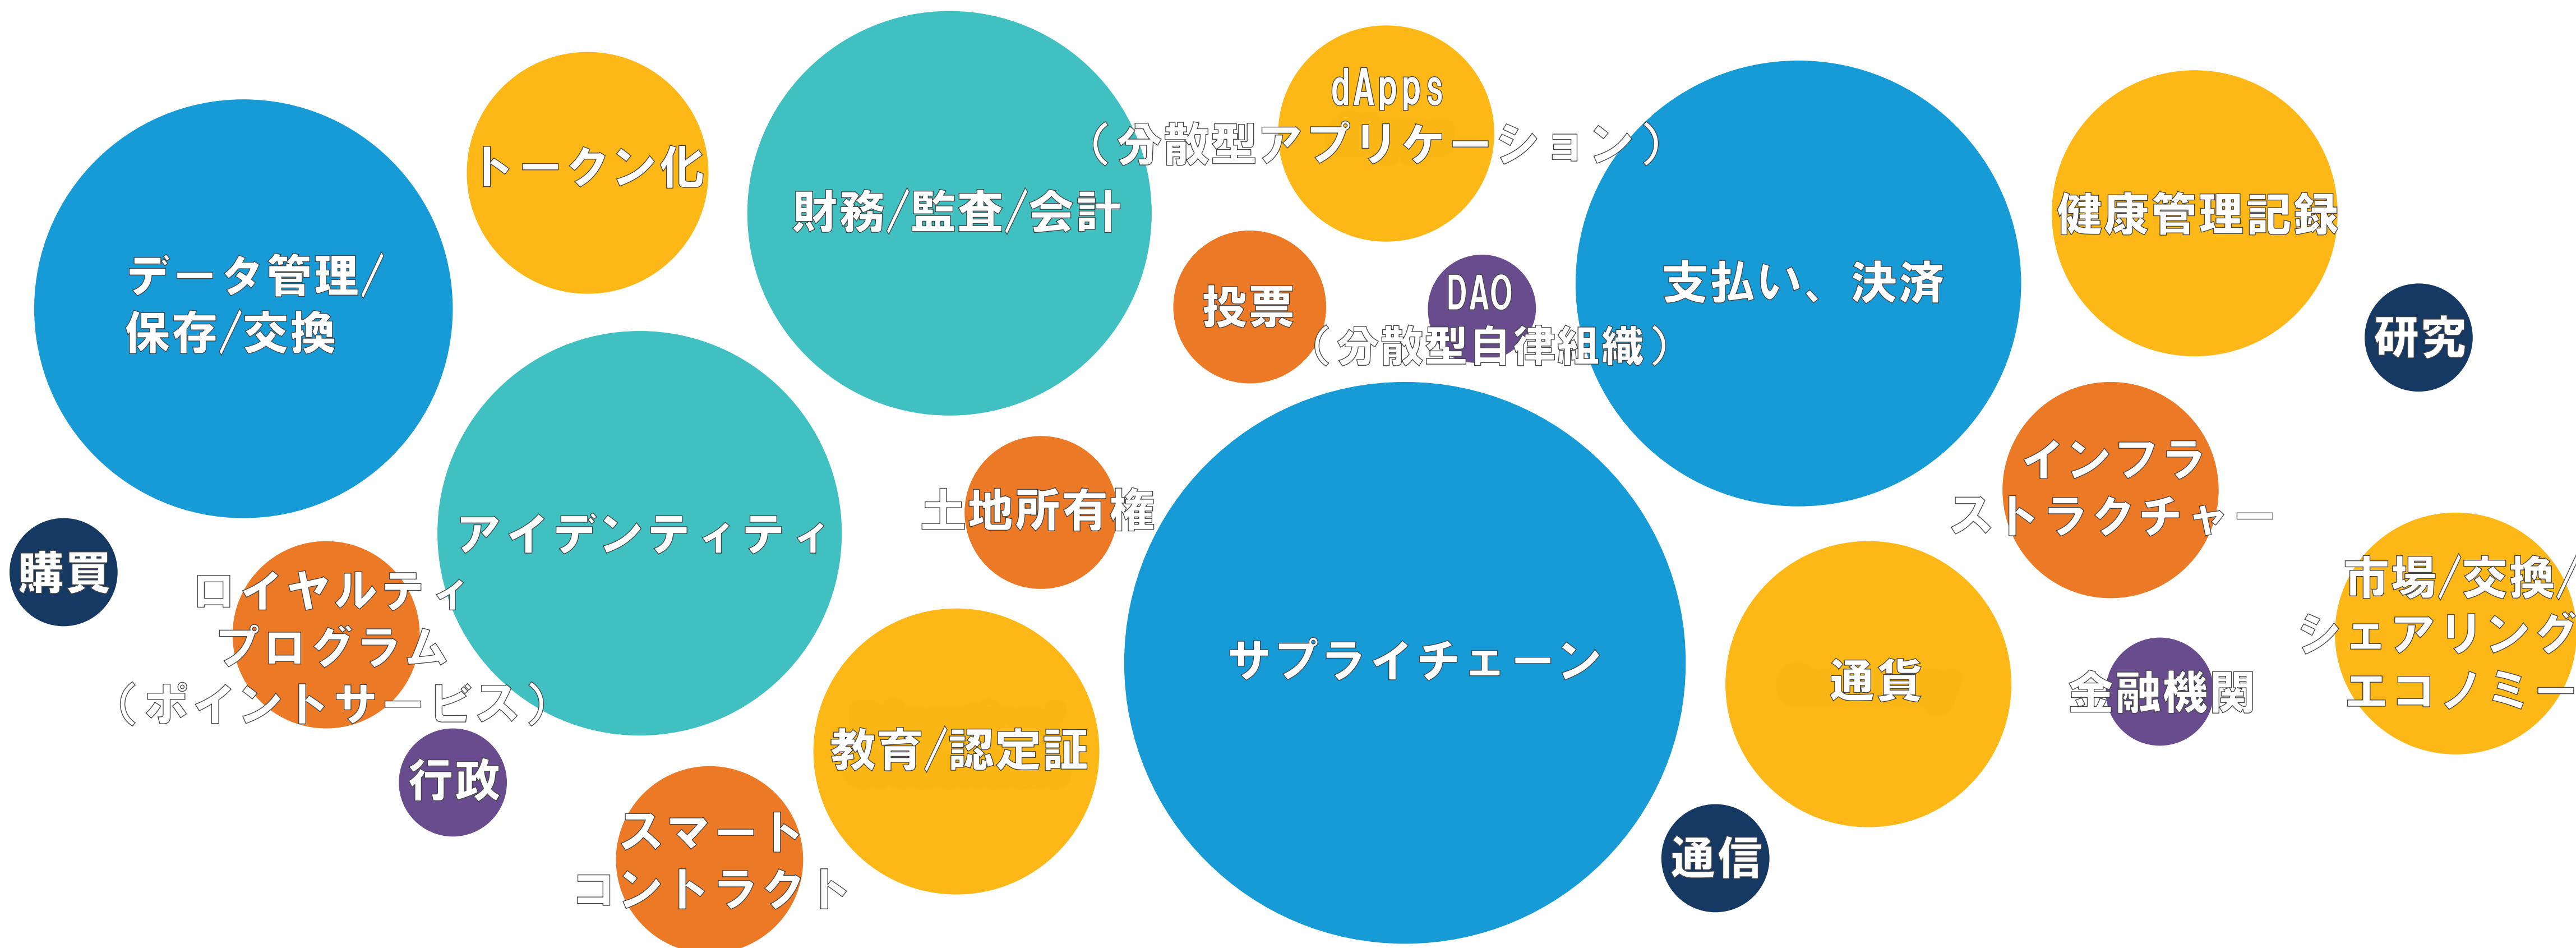 データ管理/
保存/交換
トークン化
財務/監査/会計
dApps
（分散型アプリケーション）
投票
DAO
（分散型自律組織）
支払い、決済
健康管理記録
研究
アイデンティティ
土地所有権
インフラ
ストラクチャー
購買
ロイヤルティ
プログラム
（ポイントサービス）
行政
スマート
コントラクト
教育/認定証
サプライチェーン
通貨
金融機関
市場/交換/
シェアリング
エコノミー
通信